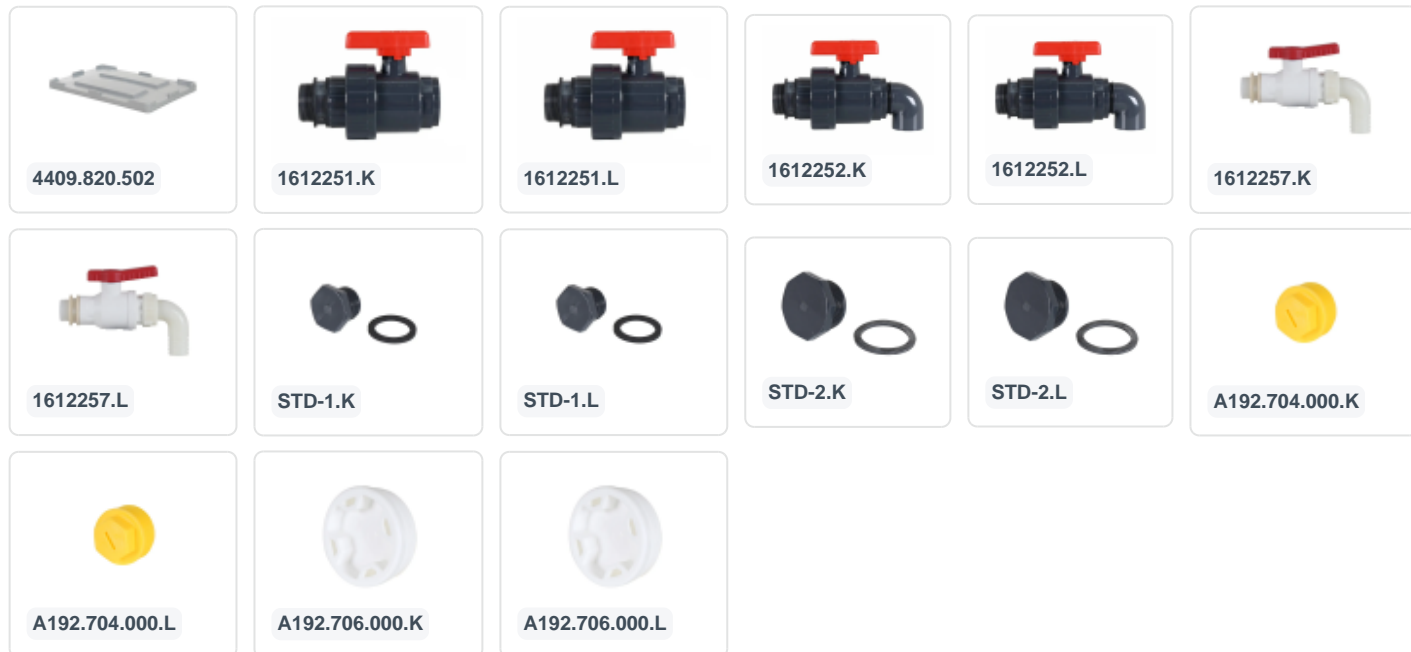 4409.820.502
1612251.K
1612251.L
1612252.K
1612252.L
1612257.K
1612257.L
STD-1.K
STD-1.L
STD-2.K
STD-2.L
A192.704.000.K
A192.704.000.L
A192.706.000.K
A192.706.000.L